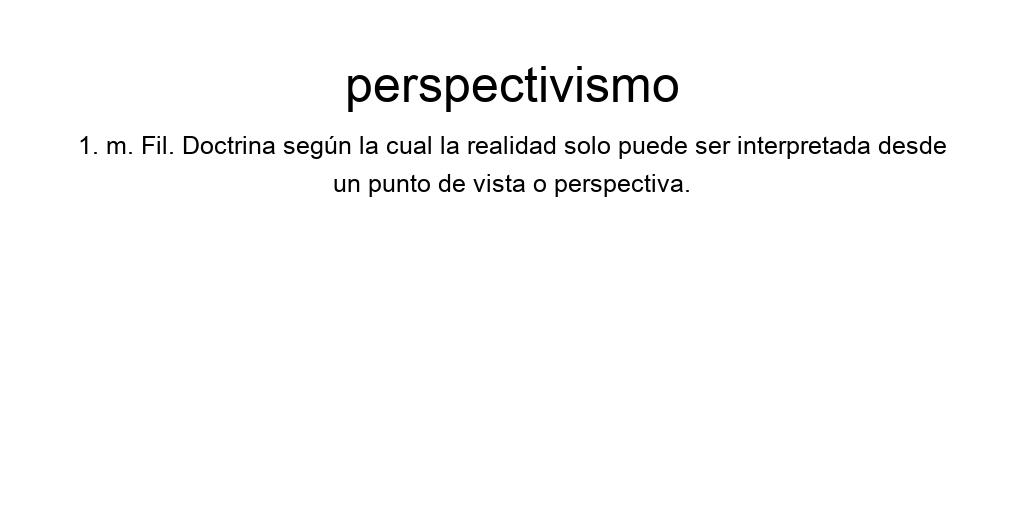 perspectivismo
1. m. Fil. Doctrina según la cual la realidad solo puede ser interpretada desde
un punto de vista o perspectiva.